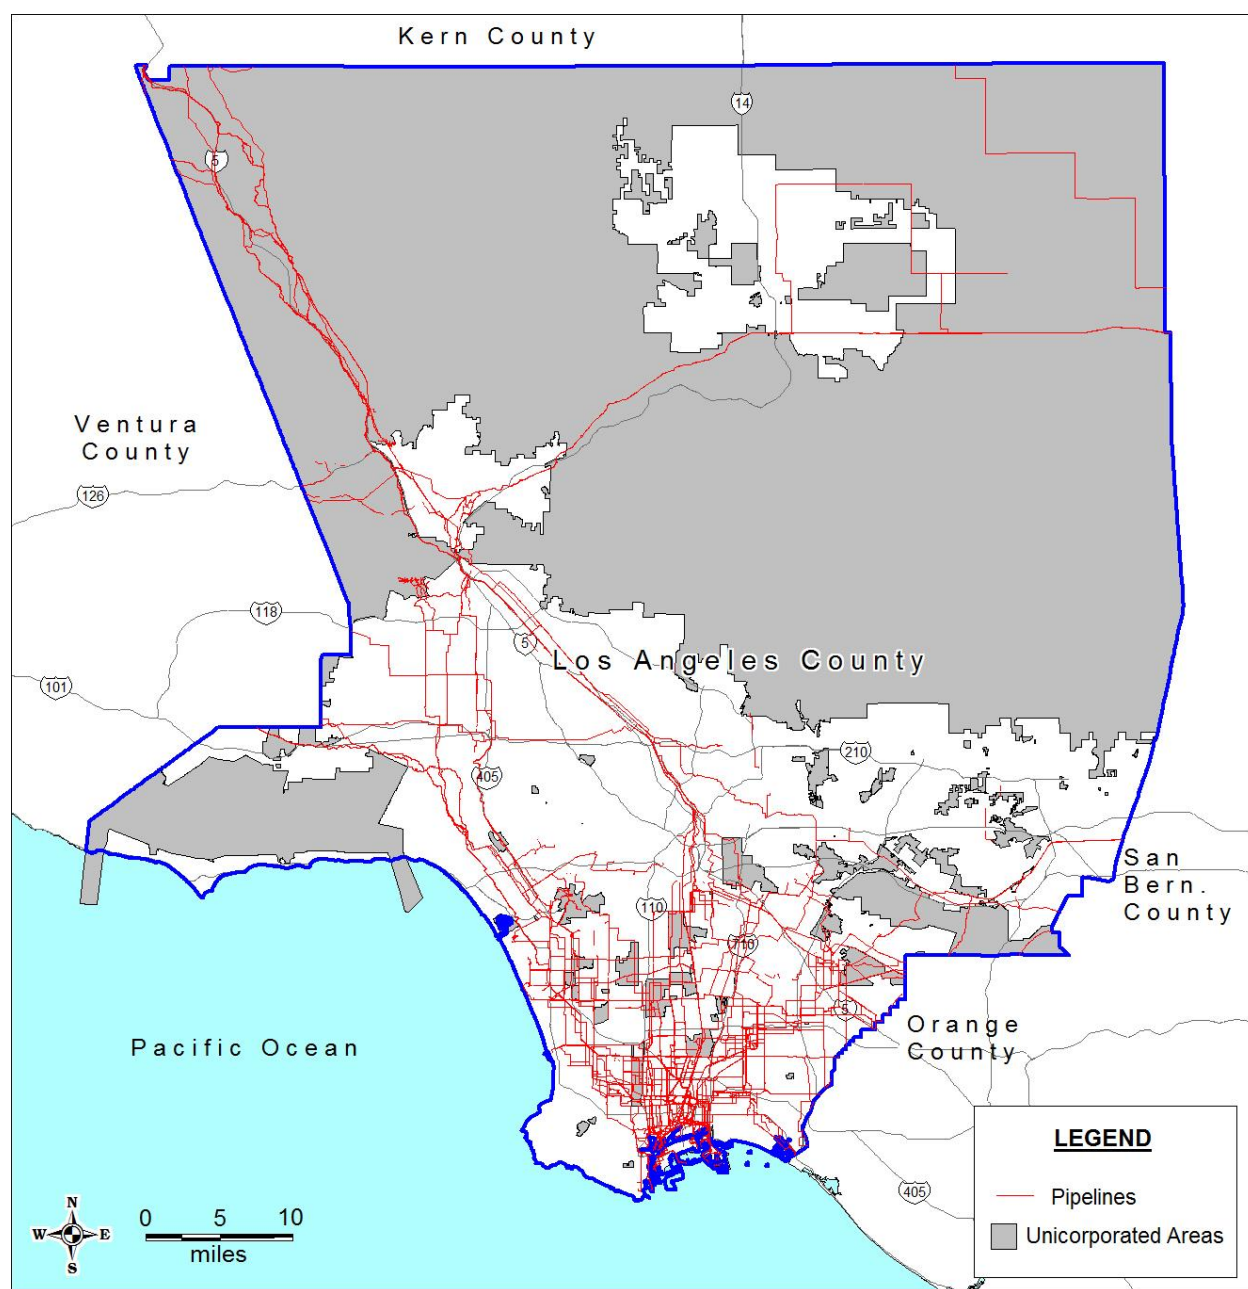 Kern County
14
5
Ventura
County
126
118
5
Los Angeles County
101
210
405
San
Bern.
County
110
710
5
Orange
County
Pacific Ocean
LEGEND
Pipelines
Unicorporated Areas
405
N
W E
S
0 5 10
miles